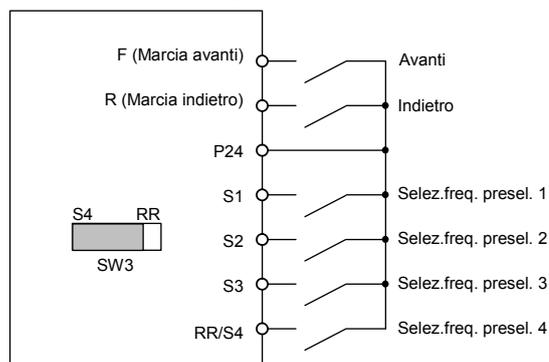 F (Marcia avanti)
Avanti
R (Marcia indietro)
Indietro
P24
S1
Selez.freq. presel. 1
S4 RR
SW3
S2
Selez.freq. presel. 2
S3
Selez.freq. presel. 3
RR/S4
Selez.freq. presel. 4